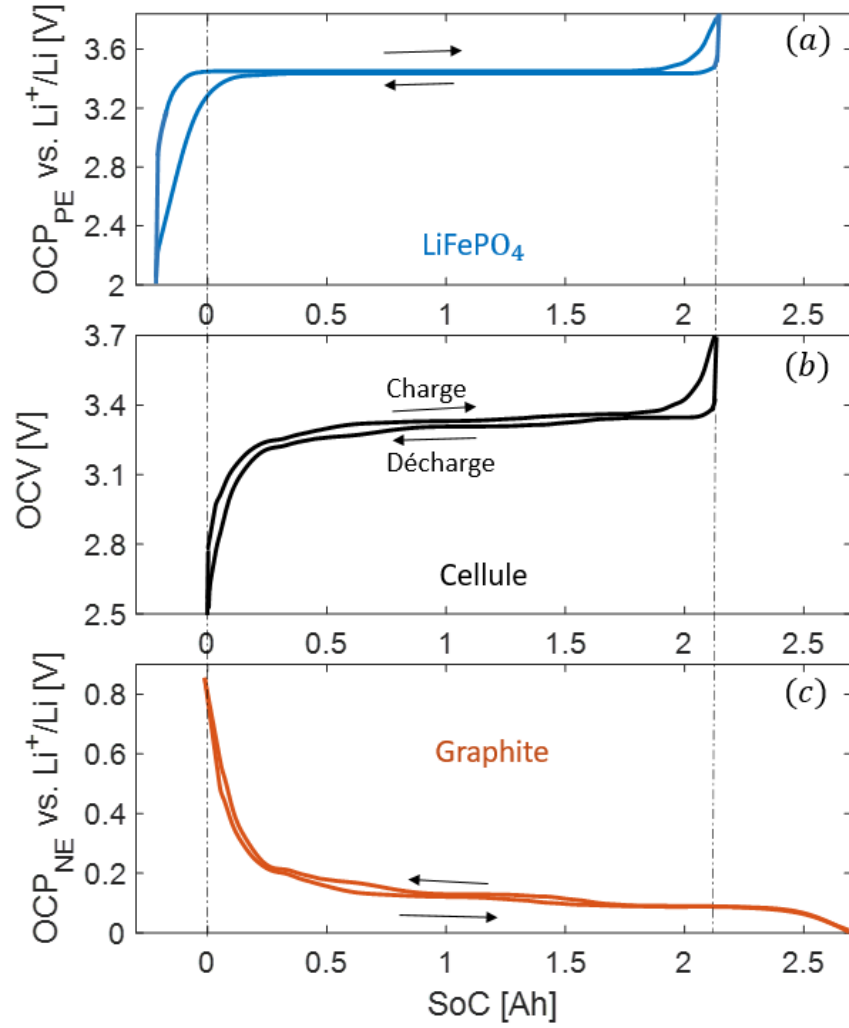 (a)
OCP_PE vs. Li⁺/Li [V]
3.6
3.2
2.8
2.4
2
LiFePO₄
0 0.5 1 1.5 2 2.5
(b)
OCV [V]
3.7
3.4
3.1
2.8
2.5
Charge
Décharge
Cellule
0 0.5 1 1.5 2 2.5
(c)
OCP_NE vs. Li⁺/Li [V]
0.8
0.6
0.4
0.2
0
Graphite
0 0.5 1 1.5 2 2.5
SoC [Ah]